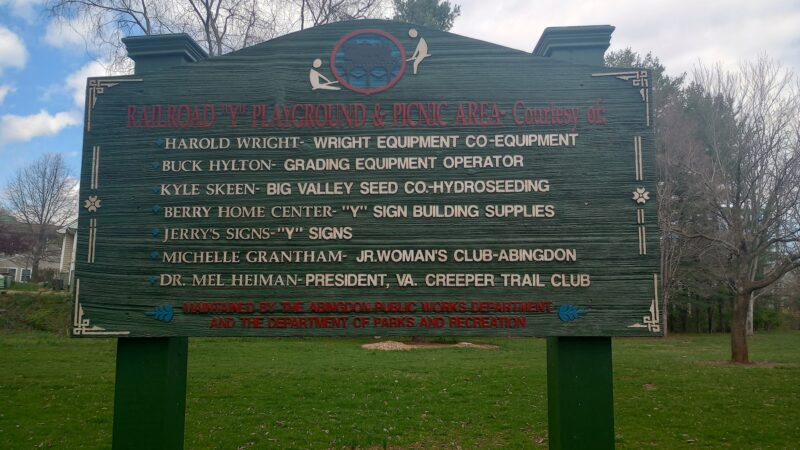 RAILROAD "Y" PLAYGROUND & PICNIC AREA- Courtesy of:
HAROLD WRIGHT- WRIGHT EQUIPMENT CO-EQUIPMENT
BUCK HYLTON- GRADING EQUIPMENT OPERATOR
KYLE SKEEN- BIG VALLEY SEED CO.-HYDROSEEDING
BERRY HOME CENTER- "Y" SIGN BUILDING SUPPLIES
JERRY'S SIGNS- "Y" SIGNS
MICHELLE GRANTHAM- JR.WOMAN'S CLUB-ABINGDON
DR. MEL HEIMAN- PRESIDENT, VA. CREEPER TRAIL CLUB
MAINTAINED BY THE ABINGDON PUBLIC WORKS DEPARTMENT
AND THE DEPARTMENT OF PARKS AND RECREATION